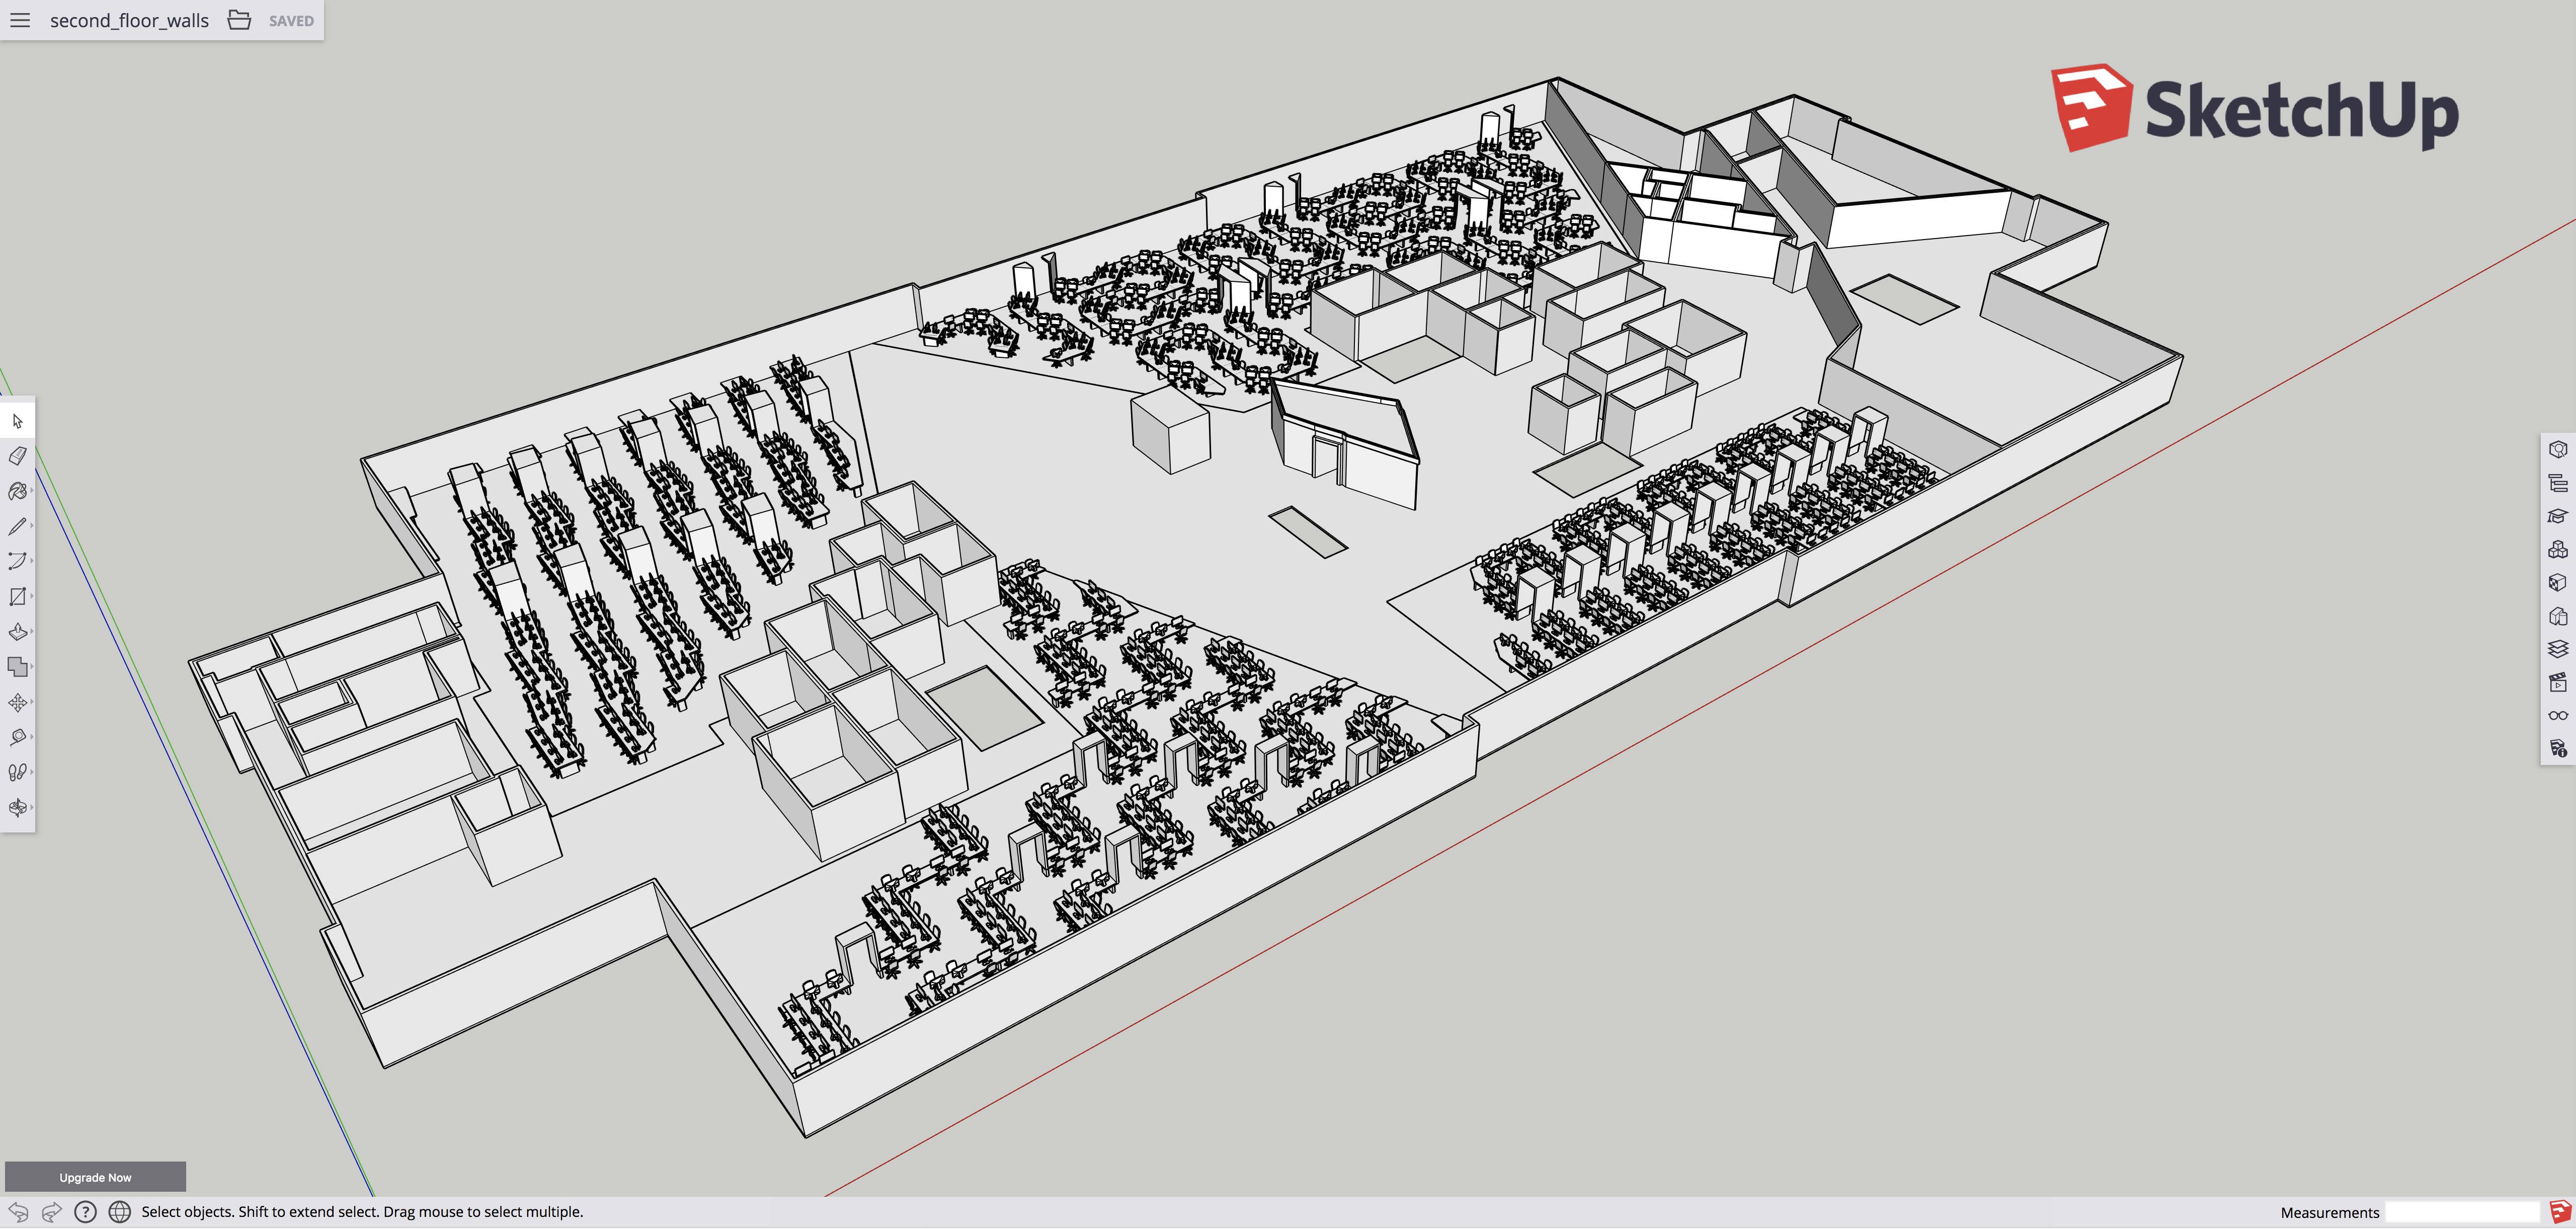 second_floor_walls SAVED
SketchUp
Upgrade Now
Select objects. Shift to extend select. Drag mouse to select multiple.
Measurements